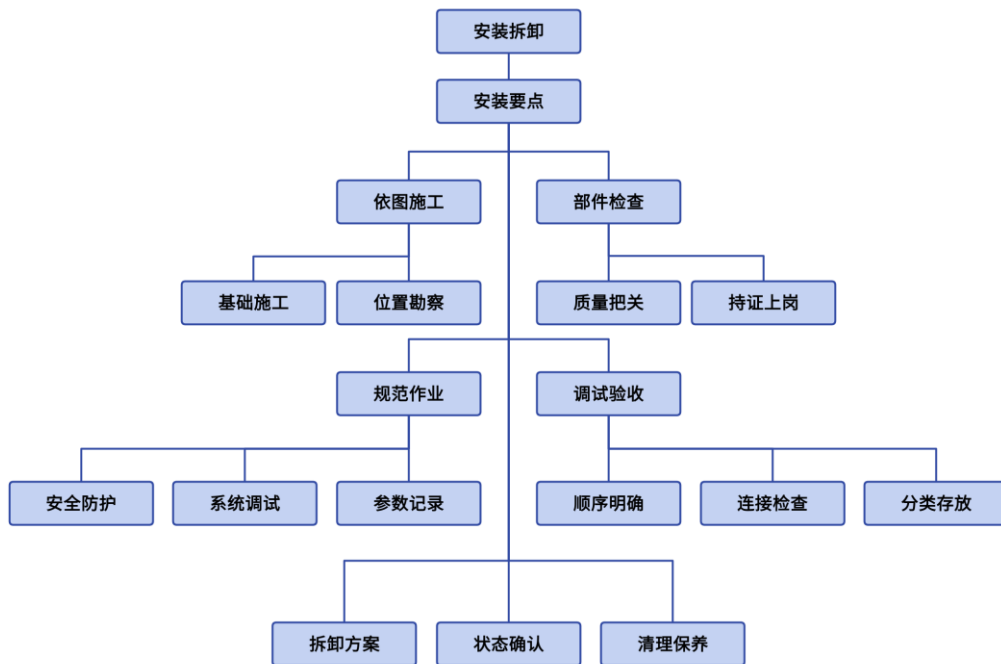 安装拆卸
安装要点
依图施工
部件检查
基础施工
位置勘察
质量把关
持证上岗
规范作业
调试验收
安全防护
系统调试
参数记录
顺序明确
连接检查
分类存放
拆卸方案
状态确认
清理保养